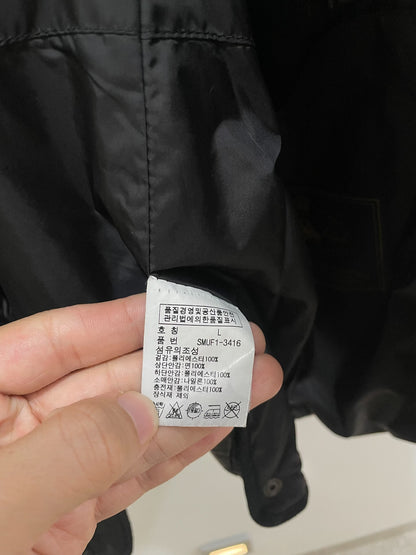 품질경영및공산품안전
관리법에의한품질표시
호 칭 L
품 번 SMUF1-3416
섬유의조성
겉감:폴리에스터100%
상단안감:면100%
하단안감:폴리에스터100%
소매안감:나일론100%
충전재:폴리에스터100%
장식재 제외